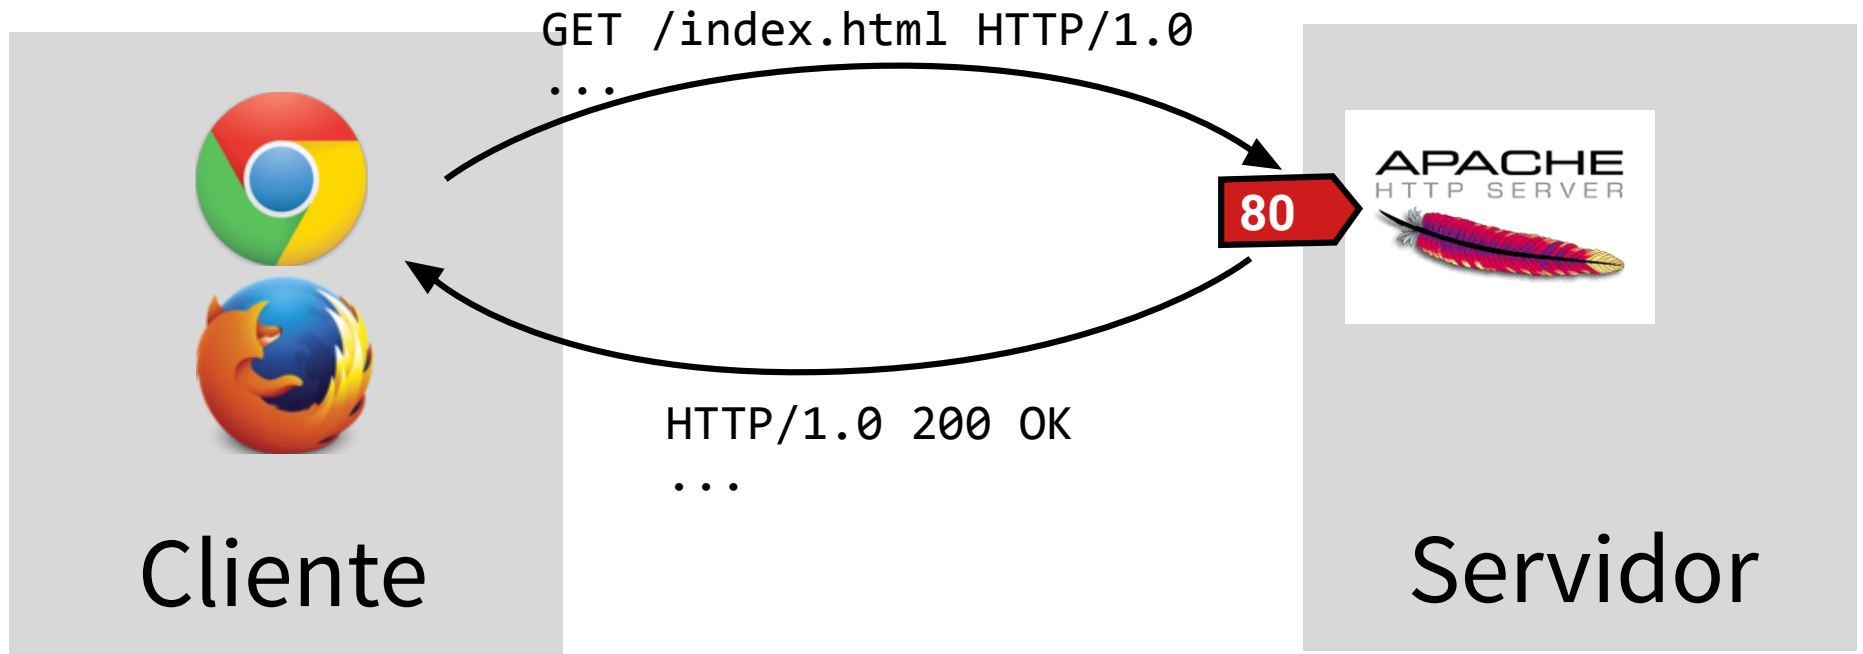 GET /index.html HTTP/1.0
...
APACHE
HTTP SERVER
80
HTTP/1.0 200 OK
...
Cliente
Servidor